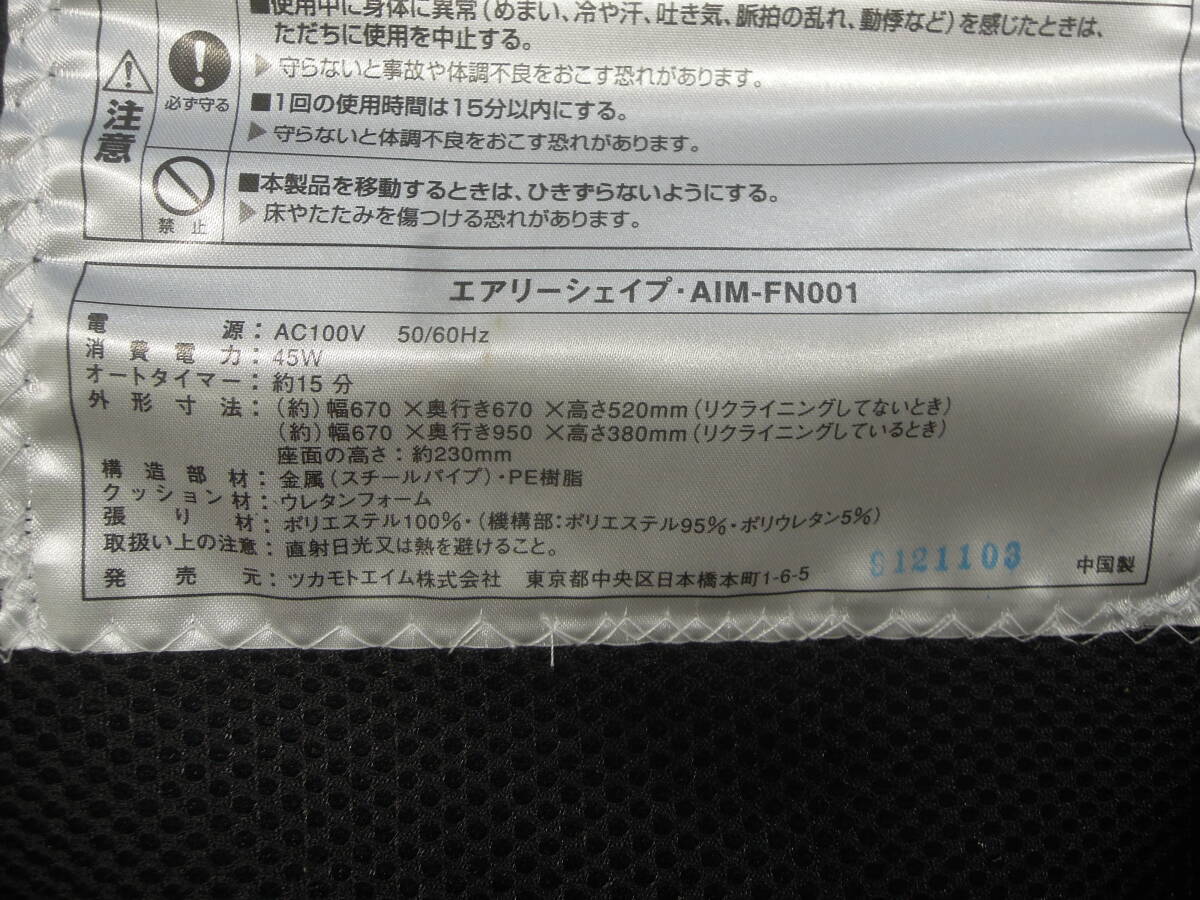 ■使用中に身体に異常(めまい、冷や汗、吐き気、脈拍の乱れ、動悸など)を感じたときは、
ただちに使用を中止する。
▶守らないと事故や体調不良をおこす恐れがあります。
必ず守る
■1回の使用時間は15分以内にする。
▶守らないと体調不良をおこす恐れがあります。
注意
■本製品を移動するときは、ひきずらないようにする。
▶床やたたみを傷つける恐れがあります。
禁止
エアリーシェイプ・AIM-FN001
電源:AC100V 50/60Hz
消費電力:45W
オートタイマー:約15分
外形寸法:(約)幅670×奥行き670×高さ520mm(リクライニングしてないとき)
(約)幅670×奥行き950×高さ380mm(リクライニングしているとき)
座面の高さ:約230mm
構造部材:金属(スチールパイプ)・PE樹脂
クッション材:ウレタンフォーム
張り材:ポリエステル100%・(機構部:ポリエステル95%・ポリウレタン5%)
取扱い上の注意:直射日光又は熱を避けること。
発売元:ツカモトエイム株式会社 東京都中央区日本橋本町1-6-5 S121103 中国製